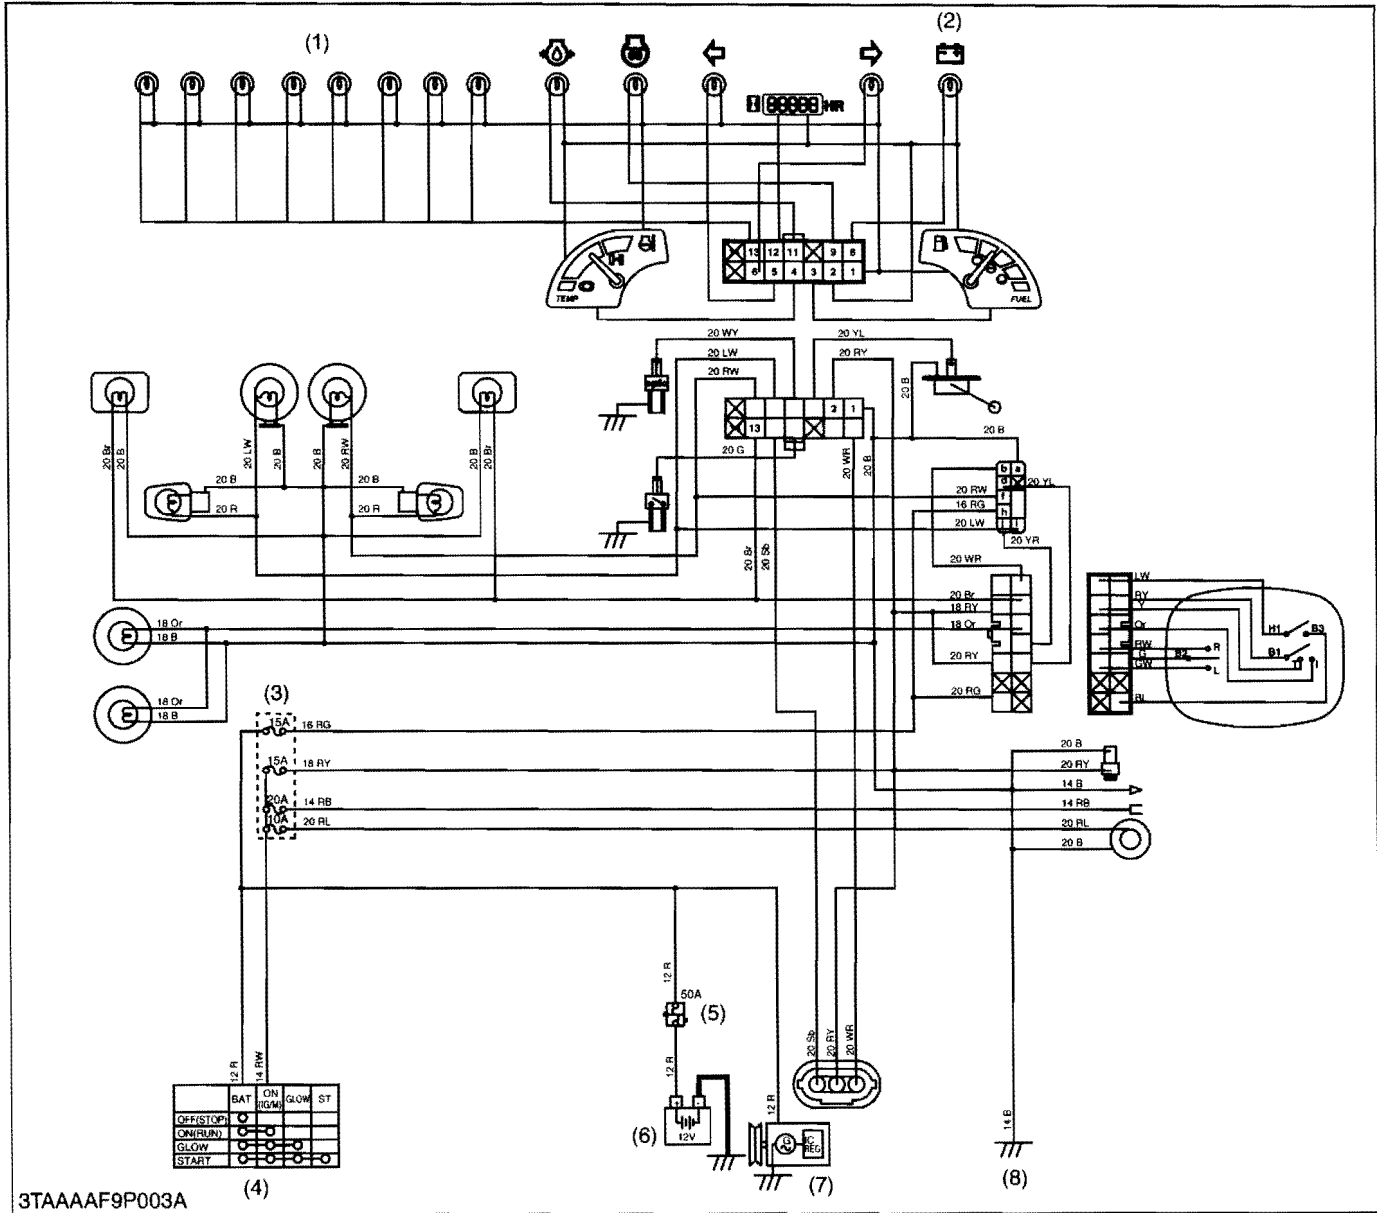 (1)
(2)
HR
13 12 11 9 8
6 5 4 3 2 1
TEMP
FUEL
20 WY
20 YL
20 LW
20 RY
20 RW
20 B
2 1
13
20 B
20 Br
20 B
20 LW
20 B
20 B
20 RW
20 B
20 Br
20 G
20 WR
20 B
b a
d
20 YL
20 B
20 B
20 RW
f
16 RG
h
20 R
20 R
20 LW
i
20 YR
20 Br
20 Sb
20 WR
LW
20 Br
RY
18 RY
Y
18 Or
18 Or
Or
H1
B3
18 B
RW
R
B1
20 RY
G
B2
GW
L
20 RG
RL
18 Or
(3)
18 B
15A
16 RG
20 B
15A
18 RY
20 RY
14 B
20A
14 RB
14 RB
10A
20 RL
20 RL
20 B
12 R
50A
(5)
20 Sb
20 RY
20 WR
12 R
14 RW
12 R
BAT
ON
(IG/M)
GLOW
ST
12 R
OFF(STOP)
ON(RUN)
GLOW
START
(6)
12V
G
IC
REG
14 B
(4)
(7)
(8)
3TAAAAF9P003A